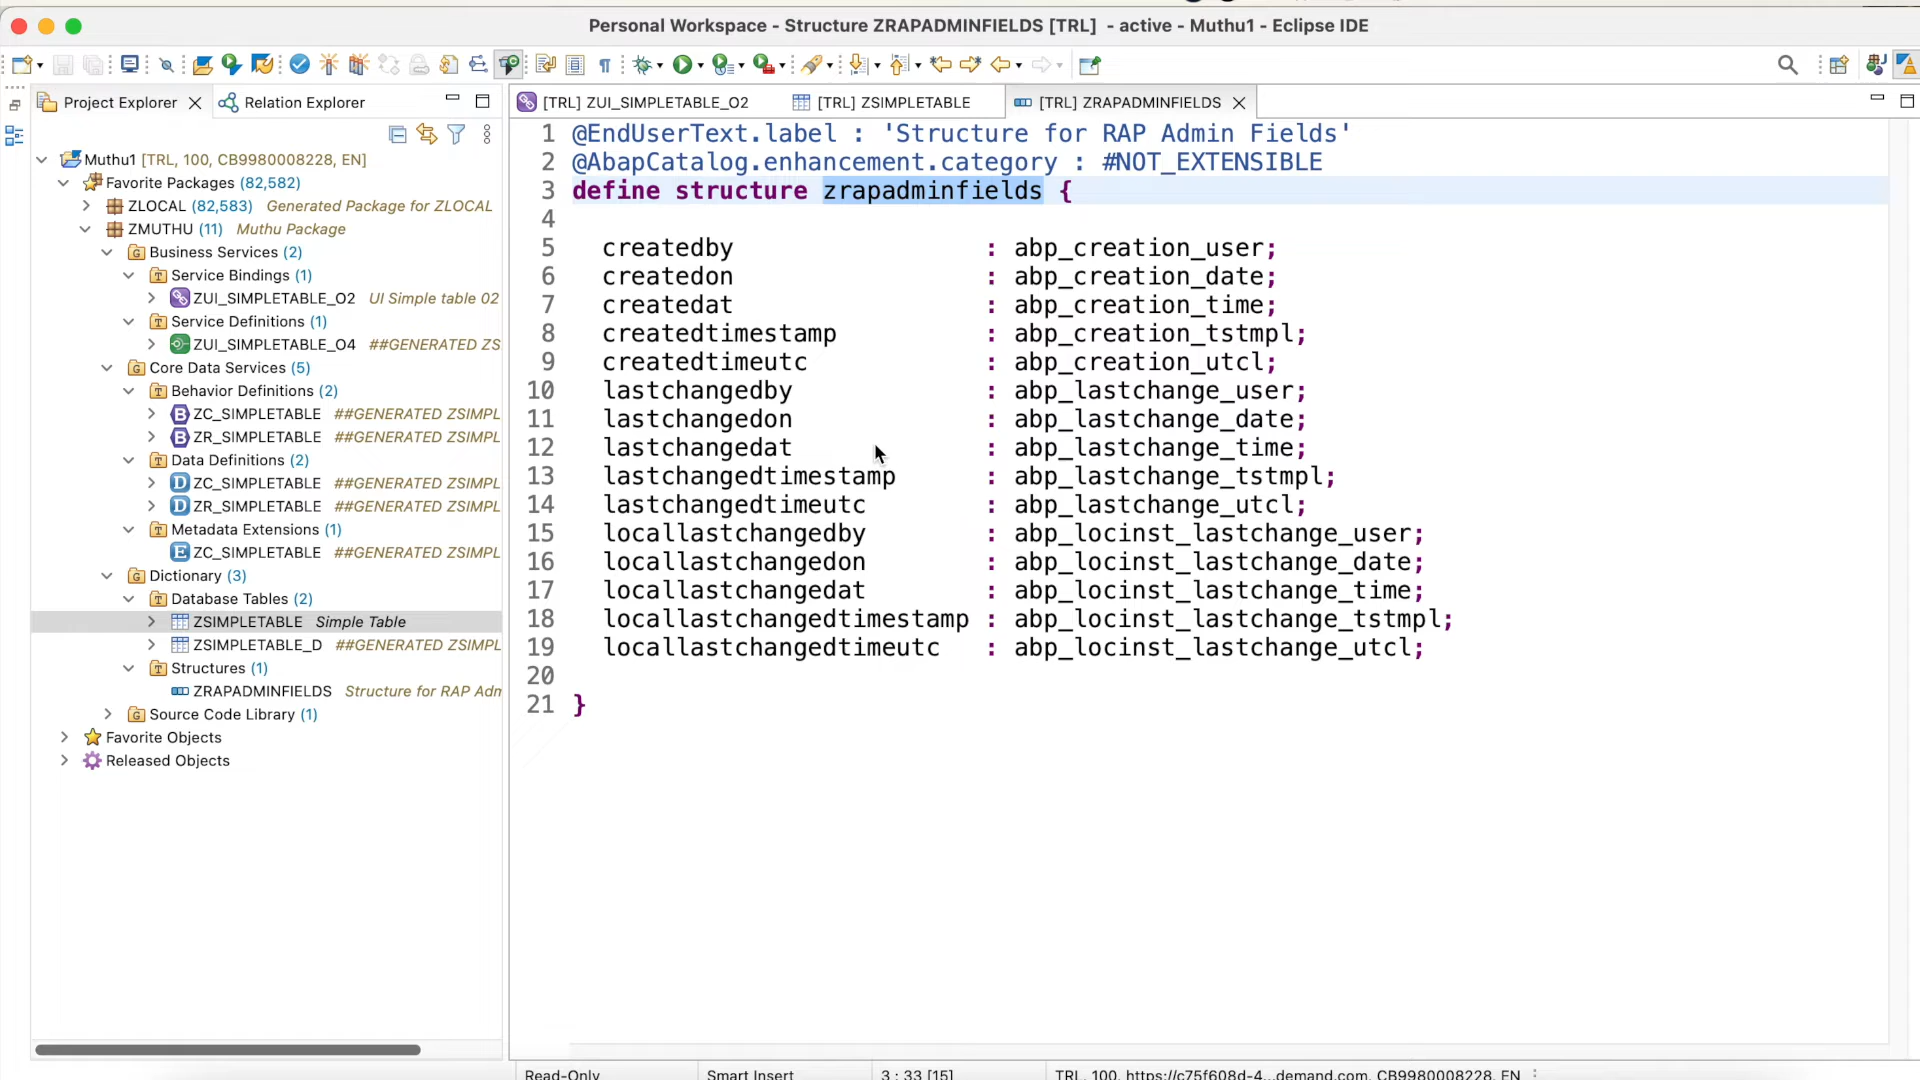 Personal Workspace - Structure ZRAPADMINFIELDS [TRL] - active - Muthu1 - Eclipse IDE
Project Explorer
Relation Explorer
[TRL] ZUI_SIMPLETABLE_O2
[TRL] ZSIMPLETABLE
[TRL] ZRAPADMINFIELDS
Muthu1 [TRL, 100, CB9980008228, EN]
Favorite Packages (82,582)
ZLOCAL (82,583) Generated Package for ZLOCAL
ZMUTHU (11) Muthu Package
Business Services (2)
Service Bindings (1)
ZUI_SIMPLETABLE_O2 UI Simple table 02
Service Definitions (1)
ZUI_SIMPLETABLE_O4 ##GENERATED ZS
Core Data Services (5)
Behavior Definitions (2)
ZC_SIMPLETABLE ##GENERATED ZSIMPL
ZR_SIMPLETABLE ##GENERATED ZSIMPL
Data Definitions (2)
ZC_SIMPLETABLE ##GENERATED ZSIMPL
ZR_SIMPLETABLE ##GENERATED ZSIMPL
Metadata Extensions (1)
ZC_SIMPLETABLE ##GENERATED ZSIMPL
Dictionary (3)
Database Tables (2)
ZSIMPLETABLE Simple Table
ZSIMPLETABLE_D ##GENERATED ZSIMPL
Structures (1)
ZRAPADMINFIELDS Structure for RAP Adm
Source Code Library (1)
Favorite Objects
Released Objects
1 @EndUserText.label : 'Structure for RAP Admin Fields'
2 @AbapCatalog.enhancement.category : #NOT_EXTENSIBLE
3 define structure zrapadminfields {
4
5 createdby : abp_creation_user;
6 createdon : abp_creation_date;
7 createdat : abp_creation_time;
8 createdtimestamp : abp_creation_tstmpl;
9 createdtimeutc : abp_creation_utcl;
10 lastchangedby : abp_lastchange_user;
11 lastchangedon : abp_lastchange_date;
12 lastchangedat : abp_lastchange_time;
13 lastchangedtimestamp : abp_lastchange_tstmpl;
14 lastchangedtimeutc : abp_lastchange_utcl;
15 locallastchangedby : abp_locinst_lastchange_user;
16 locallastchangedon : abp_locinst_lastchange_date;
17 locallastchangedat : abp_locinst_lastchange_time;
18 locallastchangedtimestamp : abp_locinst_lastchange_tstmpl;
19 locallastchangedtimeutc : abp_locinst_lastchange_utcl;
20
21 }
Read-Only
Smart Insert
3 : 33 [15]
TRL, 100, https://c75f608d-4...demand.com, CB9980008228, EN